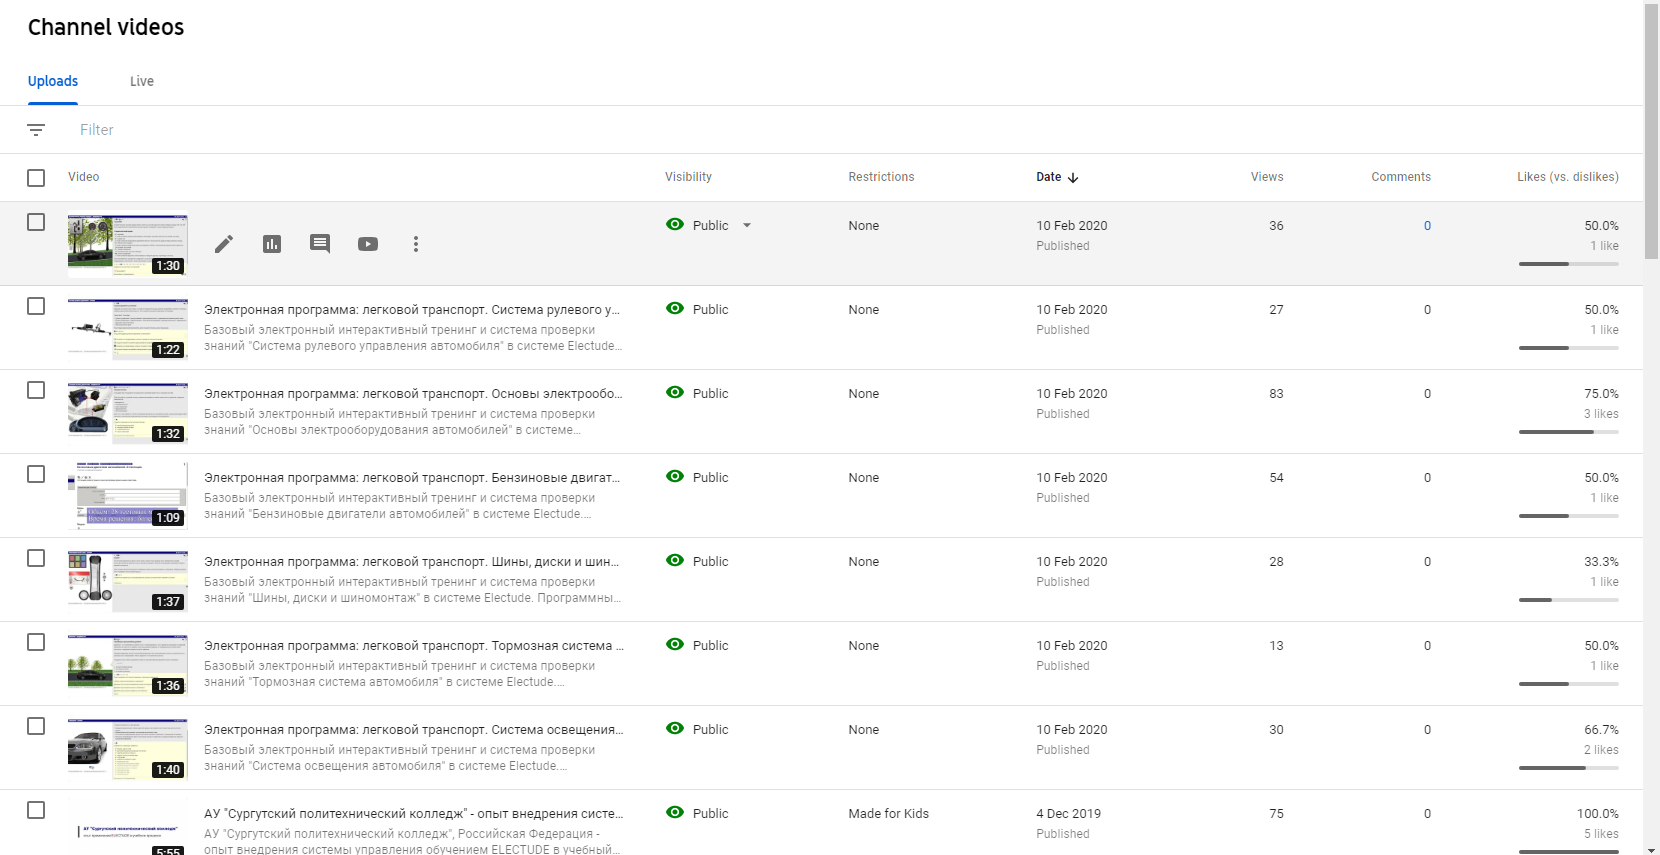 Channel videos
Uploads Live
Filter
Video Visibility Restrictions Date Views Comments Likes (vs. dislikes)
1:30 Public None 10 Feb 2020 36 0 50.0%
Published 1 like
Электронная программа: легковой транспорт. Система рулевого у... Public None 10 Feb 2020 27 0 50.0%
Базовый электронный интерактивный тренинг и система проверки Published 1 like
1:22 знаний "Система рулевого управления автомобиля" в системе Electude...
Электронная программа: легковой транспорт. Основы электрообо... Public None 10 Feb 2020 83 0 75.0%
Базовый электронный интерактивный тренинг и система проверки Published 3 likes
1:32 знаний "Основы электрооборудования автомобилей" в системе...
Электронная программа: легковой транспорт. Бензиновые двигат... Public None 10 Feb 2020 54 0 50.0%
Базовый электронный интерактивный тренинг и система проверки Published 1 like
1:09 знаний "Бензиновые двигатели автомобилей" в системе Electude....
Электронная программа: легковой транспорт. Шины, диски и шин... Public None 10 Feb 2020 28 0 33.3%
Базовый электронный интерактивный тренинг и система проверки Published 1 like
1:37 знаний "Шины, диски и шиномонтаж" в системе Electude. Программны...
Электронная программа: легковой транспорт. Тормозная система ... Public None 10 Feb 2020 13 0 50.0%
Базовый электронный интерактивный тренинг и система проверки Published 1 like
1:36 знаний "Тормозная система автомобиля" в системе Electude....
Электронная программа: легковой транспорт. Система освещения... Public None 10 Feb 2020 30 0 66.7%
Базовый электронный интерактивный тренинг и система проверки Published 2 likes
1:40 знаний "Система освещения автомобиля" в системе Electude....
АУ "Сургутский политехнический колледж" - опыт внедрения систе... Public Made for Kids 4 Dec 2019 75 0 100.0%
АУ "Сургутский политехнический колледж" АУ "Сургутский политехнический колледж", Российская Федерация - Published 5 likes
5:55 опыт внедрения системы управления обучением ELECTUDE в учебный...